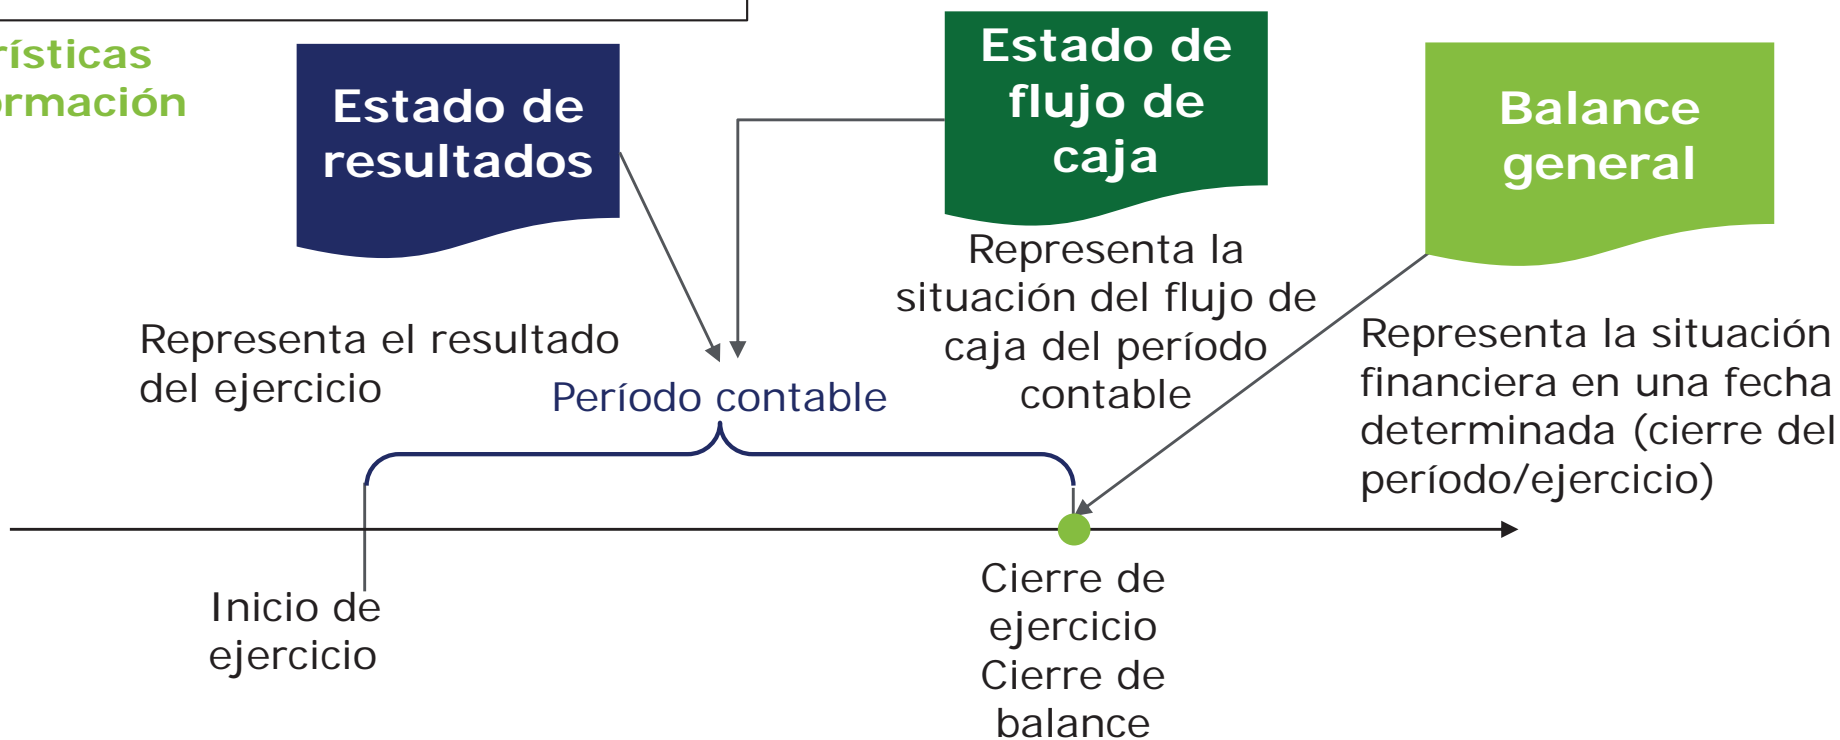 rísticas
ormación
Estado de
resultados
Estado de
flujo de
caja
Balance
general
Representa el resultado
del ejercicio
Representa la
situación del flujo de
caja del período
contable
Representa la situación
financiera en una fecha
determinada (cierre del
período/ejercicio)
Período contable
Inicio de
ejercicio
Cierre de
ejercicio
Cierre de
balance